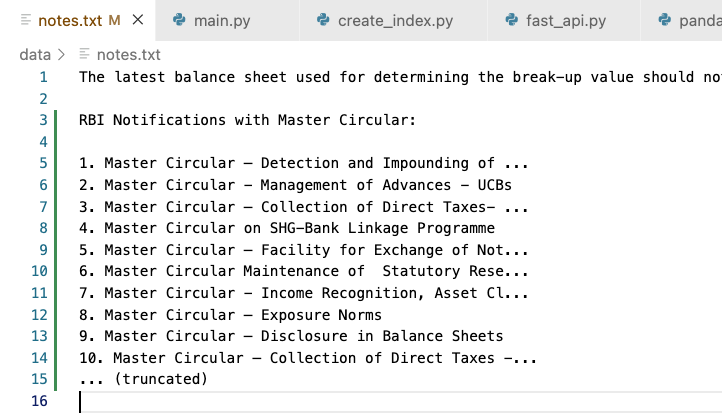 notes.txt M
main.py
create_index.py
fast_api.py
panda
data > notes.txt
1 The latest balance sheet used for determining the break-up value should no
2
3 RBI Notifications with Master Circular:
4
5 1. Master Circular – Detection and Impounding of ...
6 2. Master Circular - Management of Advances - UCBs
7 3. Master Circular – Collection of Direct Taxes– ...
8 4. Master Circular on SHG-Bank Linkage Programme
9 5. Master Circular – Facility for Exchange of Not...
10 6. Master Circular Maintenance of  Statutory Rese...
11 7. Master Circular - Income Recognition, Asset Cl...
12 8. Master Circular – Exposure Norms
13 9. Master Circular – Disclosure in Balance Sheets
14 10. Master Circular – Collection of Direct Taxes –...
15 ... (truncated)
16